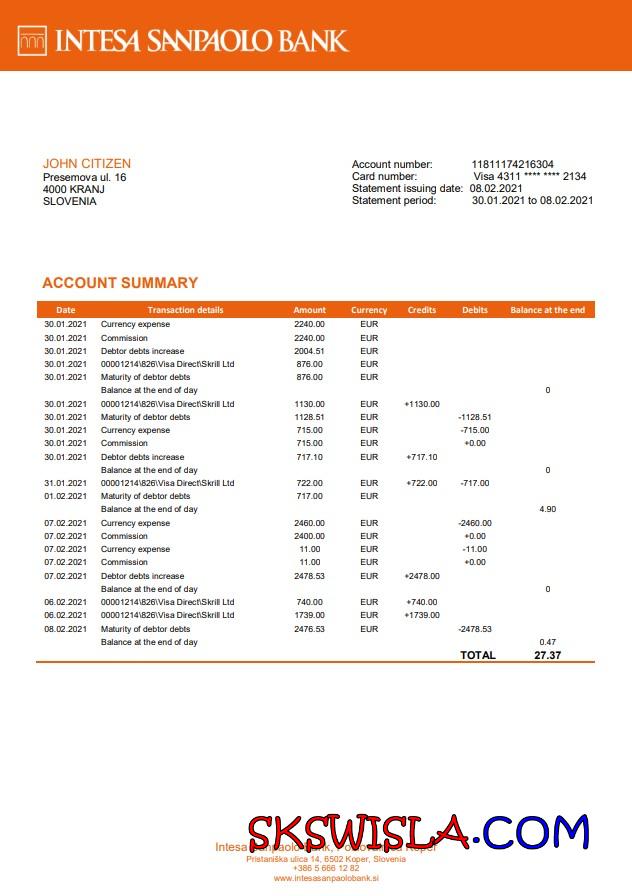 INTESA SANPAOLO BANK
JOHN CITIZEN
Presernova ul. 16
4000 KRANJ
SLOVENIA
Account number: 11811174216304
Card number: Visa 4311 **** **** 2134
Statement issuing date: 08.02.2021
Statement period: 30.01.2021 to 08.02.2021
ACCOUNT SUMMARY
Date Transaction details Amount Currency Credits Debits Balance at the end
30.01.2021 Currency expense 2240.00 EUR
30.01.2021 Commission 2240.00 EUR
30.01.2021 Debtor debts increase 2004.51 EUR
30.01.2021 00001214\826\Visa Direct\Skrill Ltd 876.00 EUR
30.01.2021 Maturity of debtor debts 876.00 EUR
Balance at the end of day 0
30.01.2021 00001214\826\Visa Direct\Skrill Ltd 1130.00 EUR +1130.00
30.01.2021 Maturity of debtor debts 1128.51 EUR -1128.51
30.01.2021 Currency expense 715.00 EUR -715.00
30.01.2021 Commission 715.00 EUR +0.00
30.01.2021 Debtor debts increase 717.10 EUR +717.10
Balance at the end of day 0
31.01.2021 00001214\826\Visa Direct\Skrill Ltd 722.00 EUR +722.00 -717.00
01.02.2021 Maturity of debtor debts 717.00 EUR
Balance at the end of day 4.90
07.02.2021 Currency expense 2460.00 EUR -2460.00
07.02.2021 Commission 2400.00 EUR +0.00
07.02.2021 Currency expense 11.00 EUR -11.00
07.02.2021 Commission 11.00 EUR +0.00
07.02.2021 Debtor debts increase 2478.53 EUR +2478.00
Balance at the end of day 0
06.02.2021 00001214\826\Visa Direct\Skrill Ltd 740.00 EUR +740.00
06.02.2021 00001214\826\Visa Direct\Skrill Ltd 1739.00 EUR +1739.00
08.02.2021 Maturity of debtor debts 2476.53 EUR -2478.53
Balance at the end of day 0.47
TOTAL 27.37
SKSWISLA.COM
Intesa Sanpaolo Bank, Koper
Pristaniška ulica 14, 6502 Koper, Slovenia
+386 5 666 12 82
www.intesasanpaolobank.si